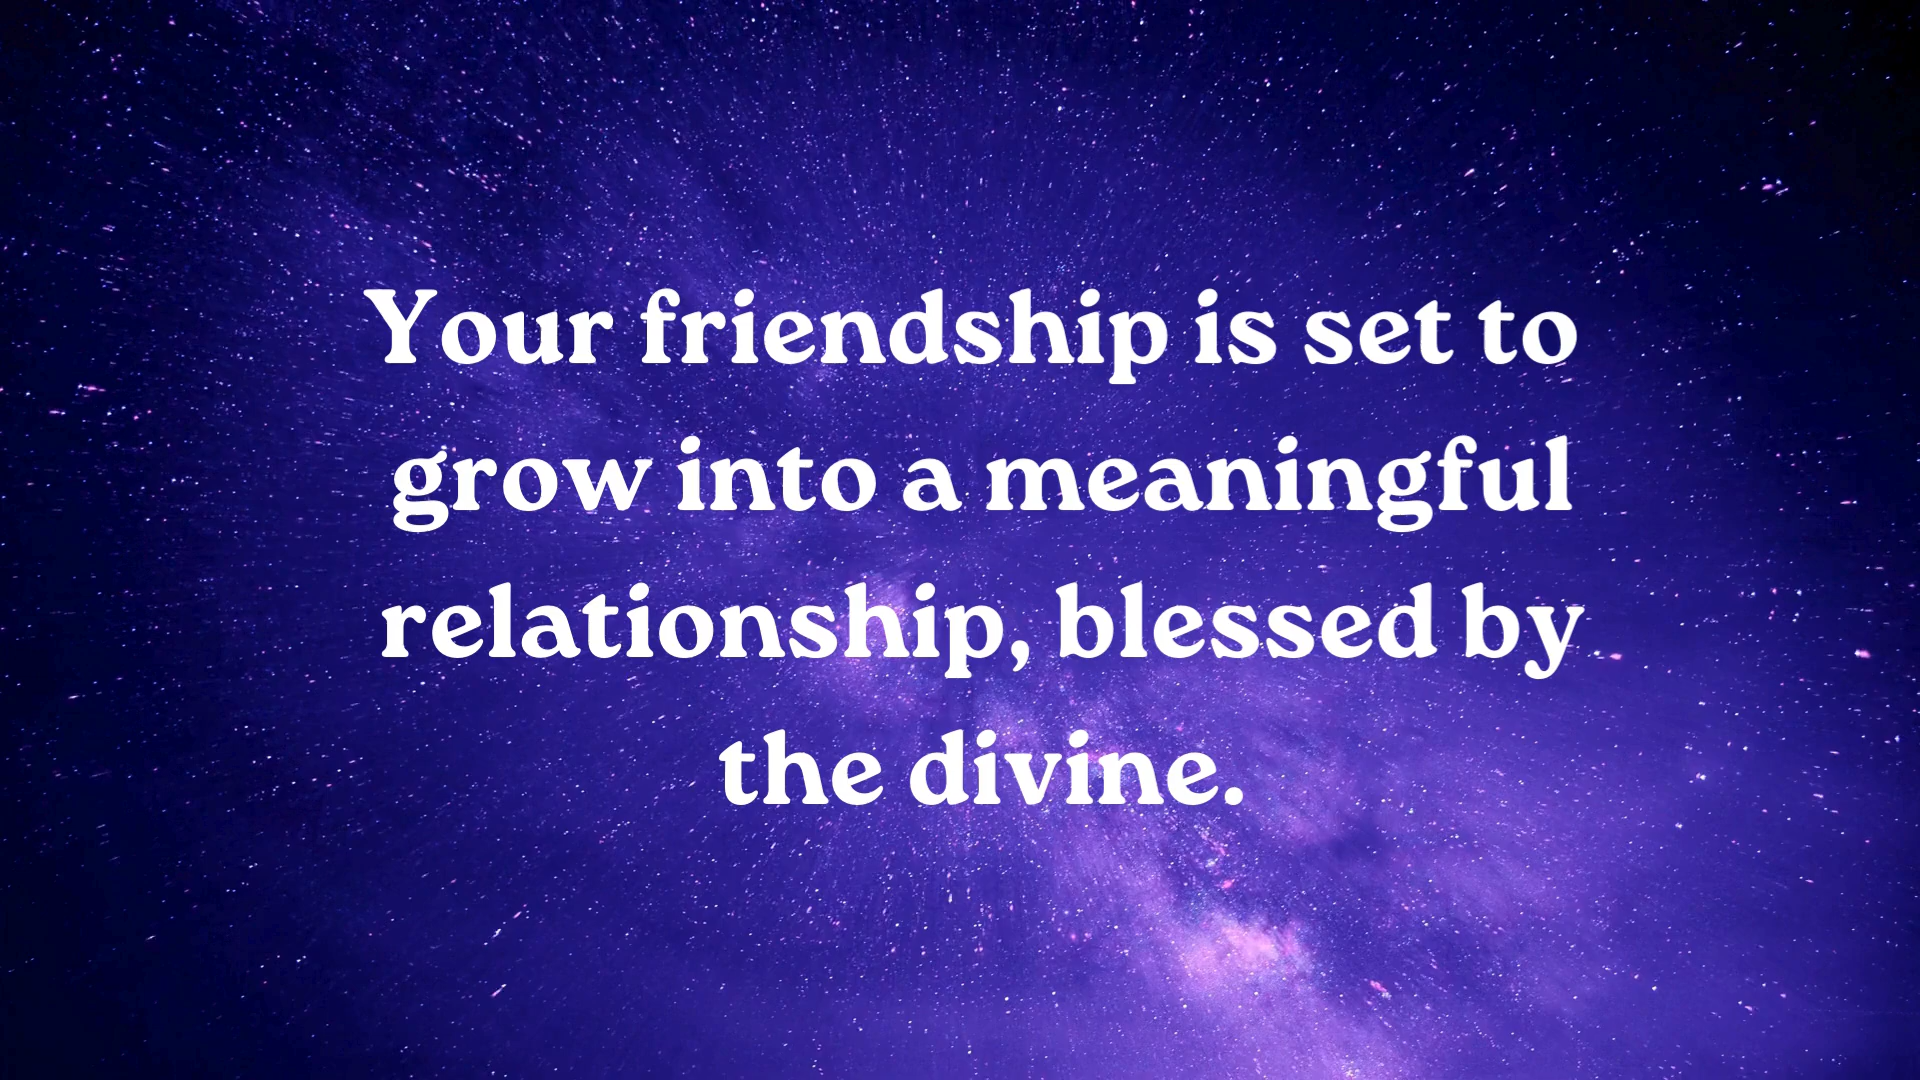 Your friendship is set to
grow into a meaningful
relationship, blessed by
the divine.